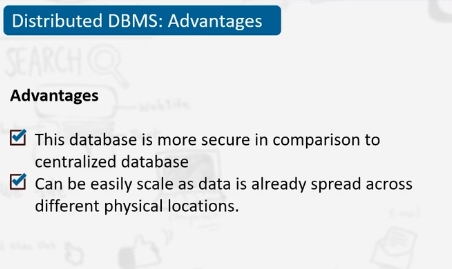 Distributed DBMS: Advantages
SEARCH
Advantages
This database is more secure in comparison to
centralized database
Can be easily scale as data is already spread across
different physical locations.